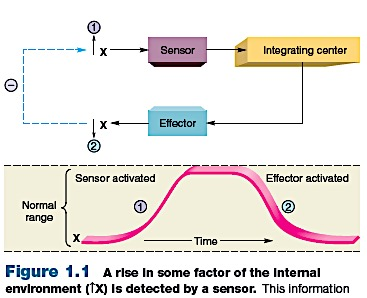 ①
↑ X
Sensor
Integrating center
−
↓ X
②
Effector
Sensor activated
Effector activated
Normal
range
①
②
X
Time
Figure 1.1 A rise in some factor of the internal
environment (↑X) is detected by a sensor. This information